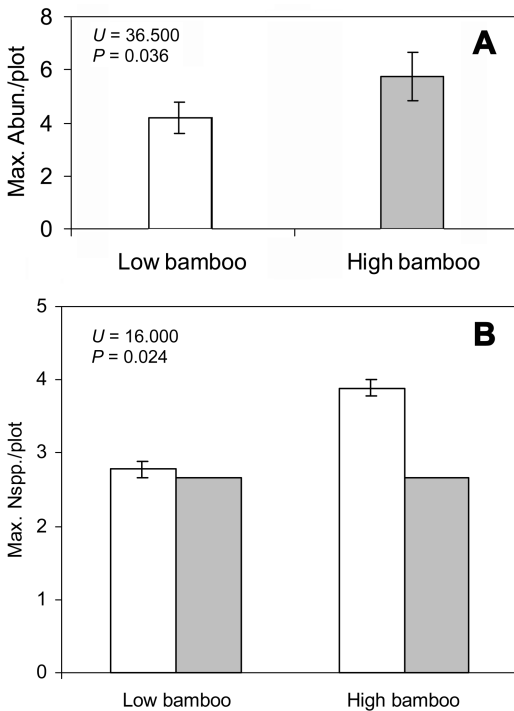 8
6
4
2
0
Max. Abun./plot
U = 36.500
P = 0.036
A
Low bamboo High bamboo
5
4
3
2
1
0
Max. Nspp./plot
U = 16.000
P = 0.024
B
Low bamboo High bamboo